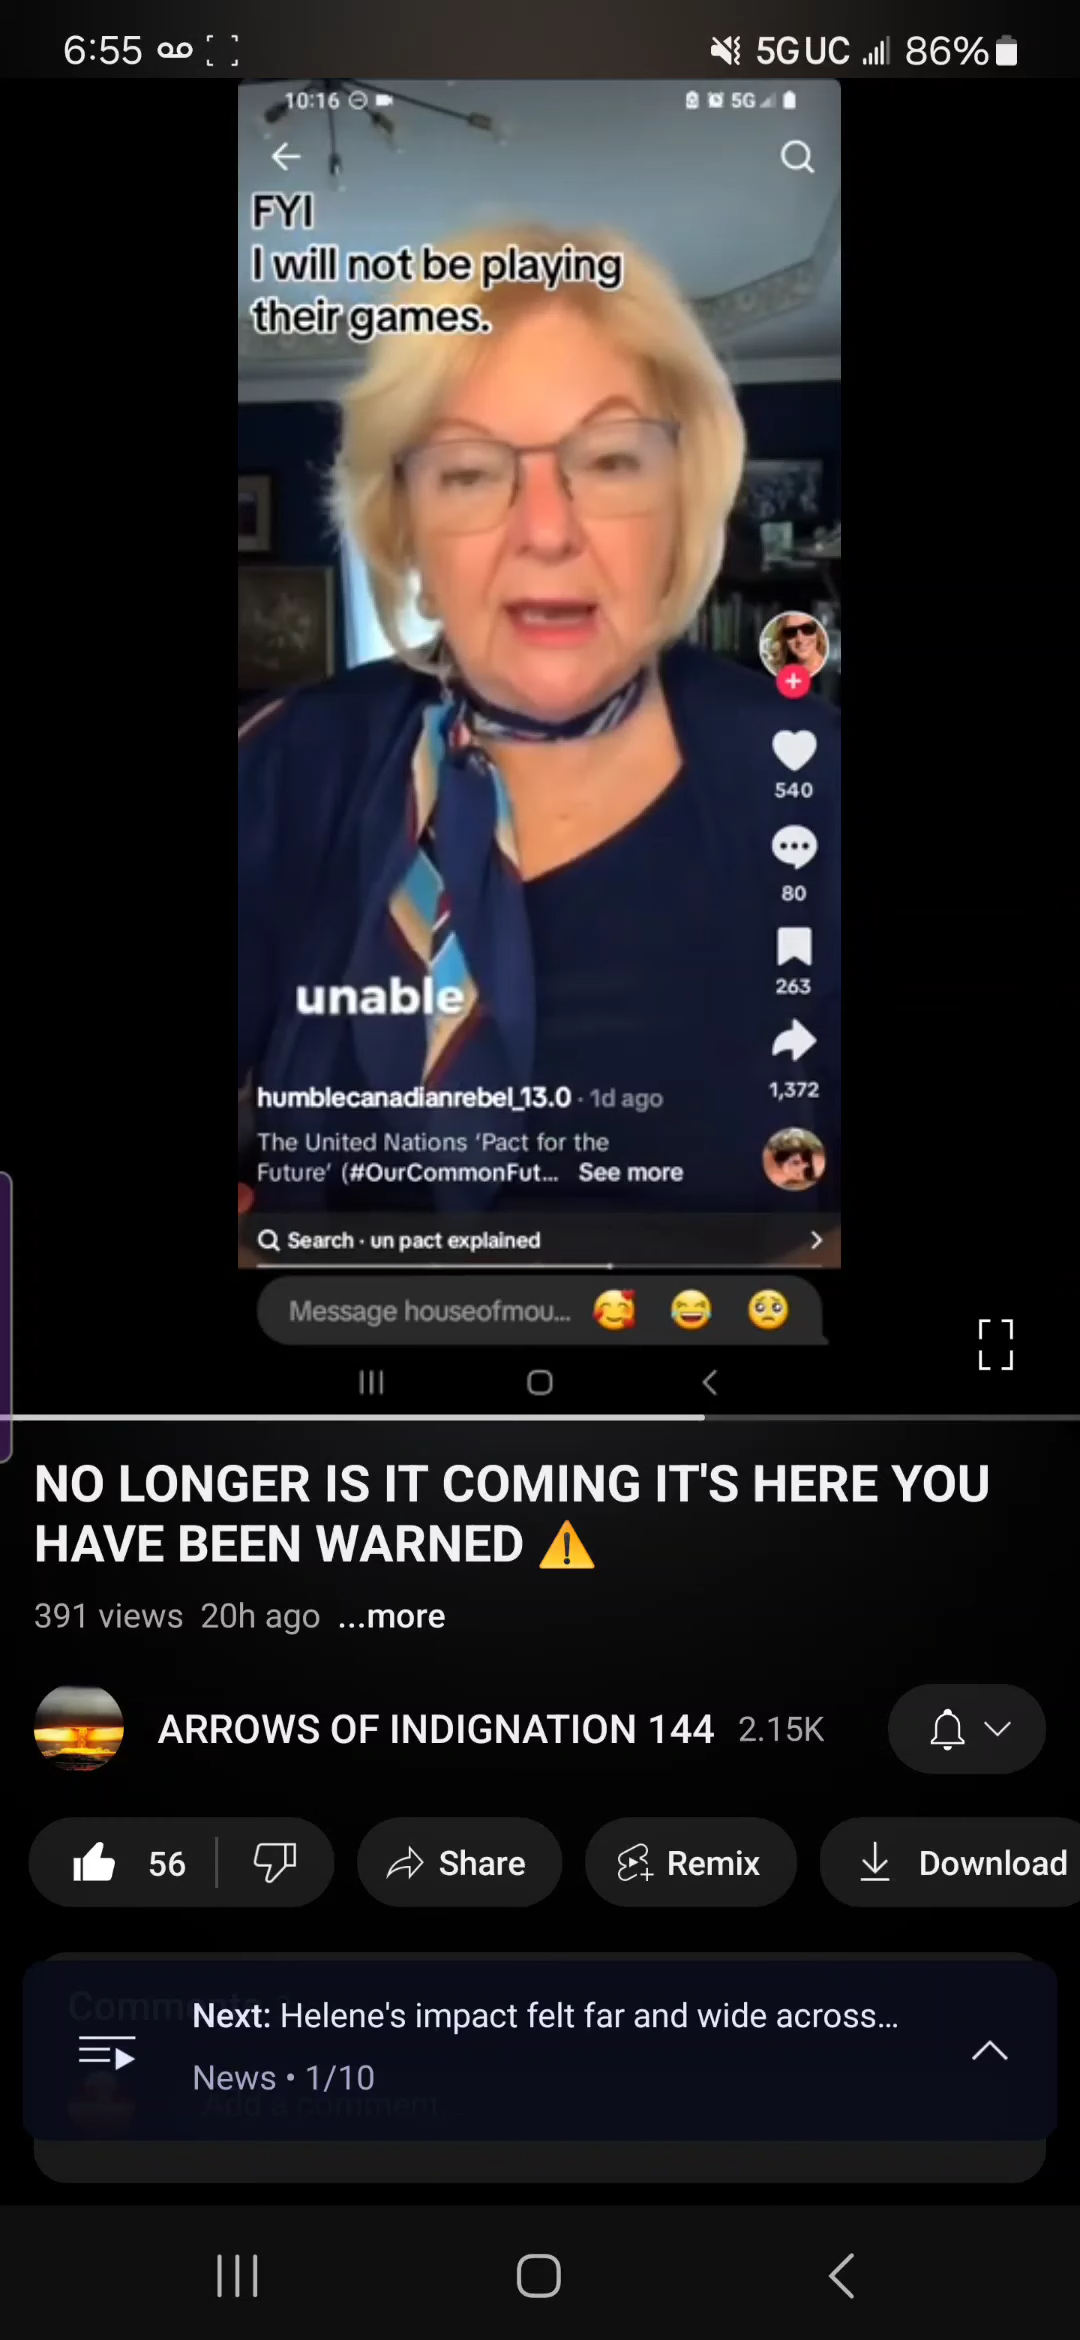 6:55
5G UC 86%
10:16
5G
FYI
I will not be playing
their games.
540
80
263
1,372
unable
humblecanadianrebel_13.0 · 1d ago
The United Nations ‘Pact for the
Future’ (#OurCommonFut... See more
Search · un pact explained
Message houseofmou...
NO LONGER IS IT COMING IT'S HERE YOU
HAVE BEEN WARNED ⚠️
391 views 20h ago ...more
ARROWS OF INDIGNATION 144 2.15K
56
Share
Remix
Download
Next: Helene's impact felt far and wide across...
News • 1/10
Add a comment...